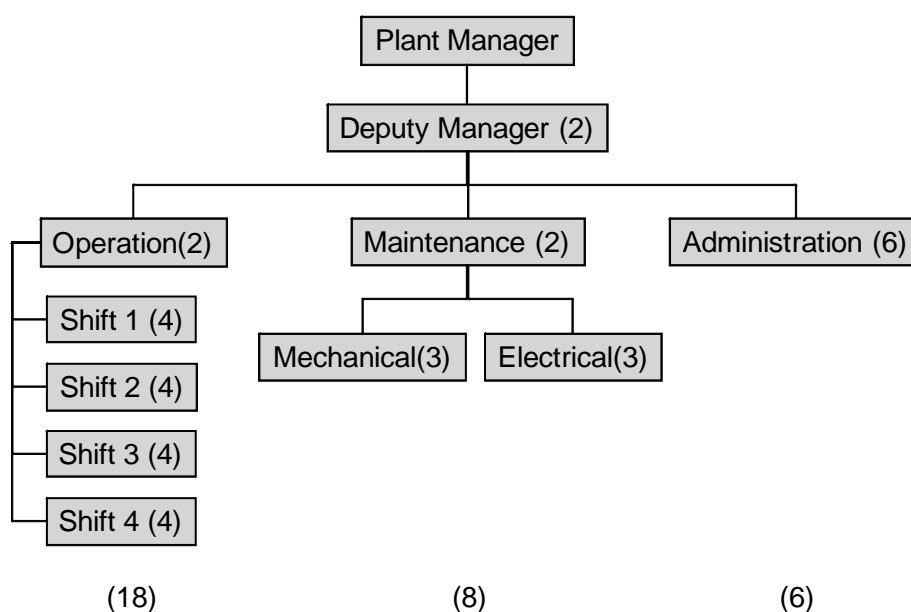 Plant Manager
Deputy Manager (2)
Operation(2)
Maintenance (2)
Administration (6)
Shift 1 (4)
Mechanical(3)
Electrical(3)
Shift 2 (4)
Shift 3 (4)
Shift 4 (4)
(18)
(8)
(6)